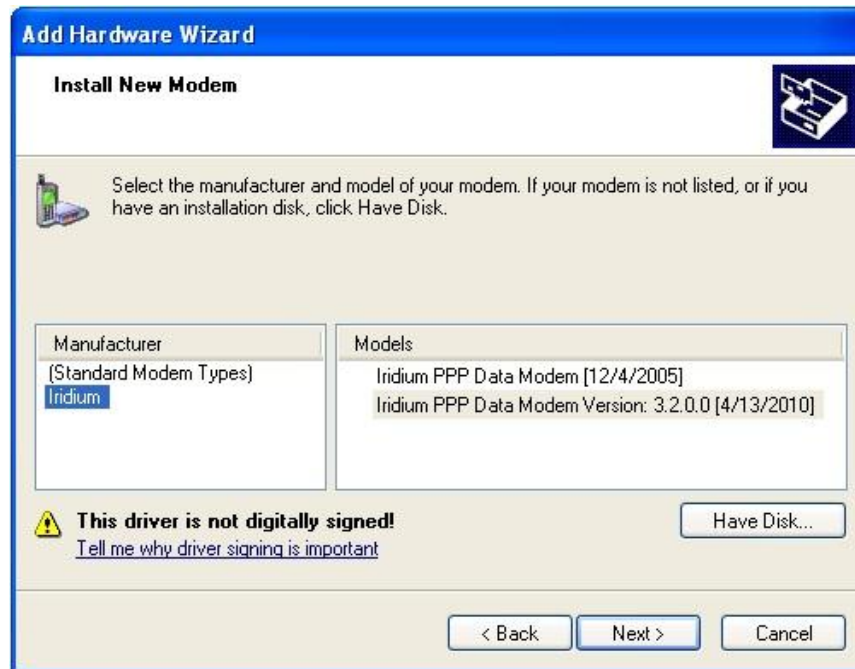 Add Hardware Wizard
Install New Modem
Select the manufacturer and model of your modem. If your modem is not listed, or if you
have an installation disk, click Have Disk.
Manufacturer
(Standard Modem Types)
Iridium
Models
Iridium PPP Data Modem [12/4/2005]
Iridium PPP Data Modem Version: 3.2.0.0 [4/13/2010]
This driver is not digitally signed!
Tell me why driver signing is important
Have Disk...
< Back
Next >
Cancel